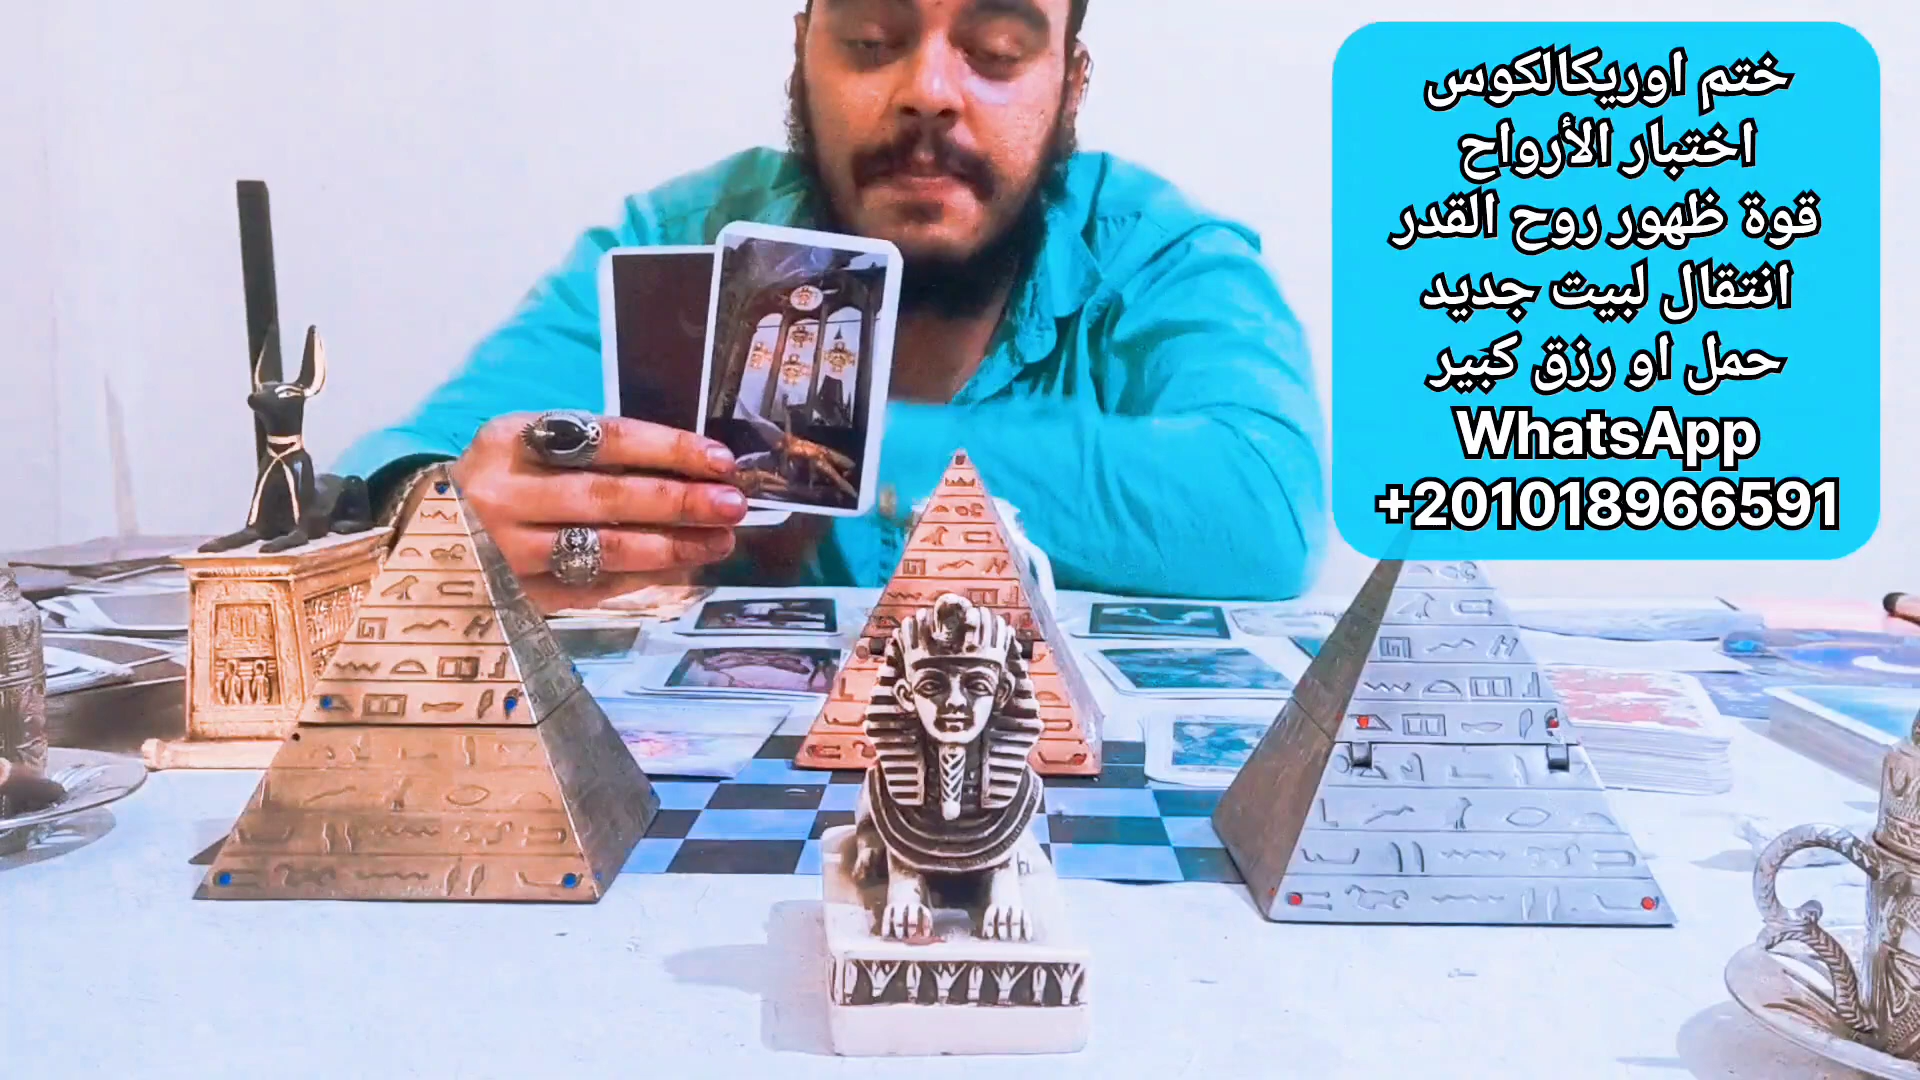 ختمِ اوريكالكوس
اختبار الأرواح
قوة ظهور روح القدر
انتقال لبيت جديد
حمل او رزق كبير
WhatsApp
+201018966591